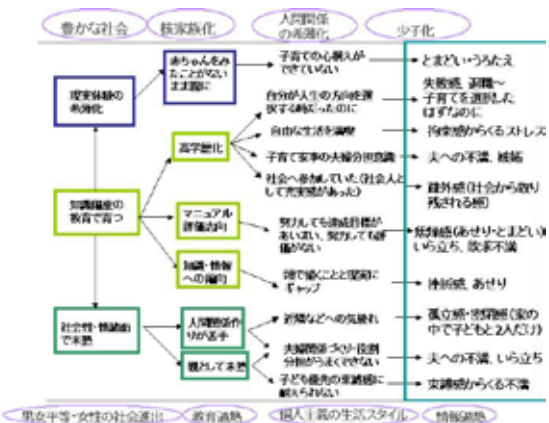 豊かな社会
核家族化
人間関係
の希薄化
少子化
赤ちゃんをみ
たことがない
まま親に
子育ての心構えが
できていない
とまどい・うろたえ
現実体験の
希薄化
自分が人生の方向を選
択する時だったのに
失敗感、退職～
子育てを選択した
はずなのに
高学歴化
自由な生活を満喫
拘束感からくるストレス
子育て家事の夫婦分担意識
夫への不満、嫉妬
社会へ参加していた(社会人と
して充実感があった)
疎外感(社会から取り
残される感)
知識偏重の
教育で育つ
マニュアル
評価志向
努力しても達成目標が
あいまい、努力しても評
価がない
焦燥感(あせり・とまどい)
いら立ち、欲求不満
知識・情報
への偏向
頭で描くことと現実に
ギャップ
挫折感、あせり
社会性・情緒面
で未熟
人間関係作
りが苦手
近隣などへの気疲れ
孤立感・密閉感(家の
中で子どもと2人だけ)
親として未熟
夫婦関係づくり・役割
分担がうまくできない
夫への不満、いら立ち
子ども優先の束縛感に
耐えられない
束縛感からくる不満
男女平等・女性の社会進出
教育過熱
個人主義の生活スタイル
情報過熱